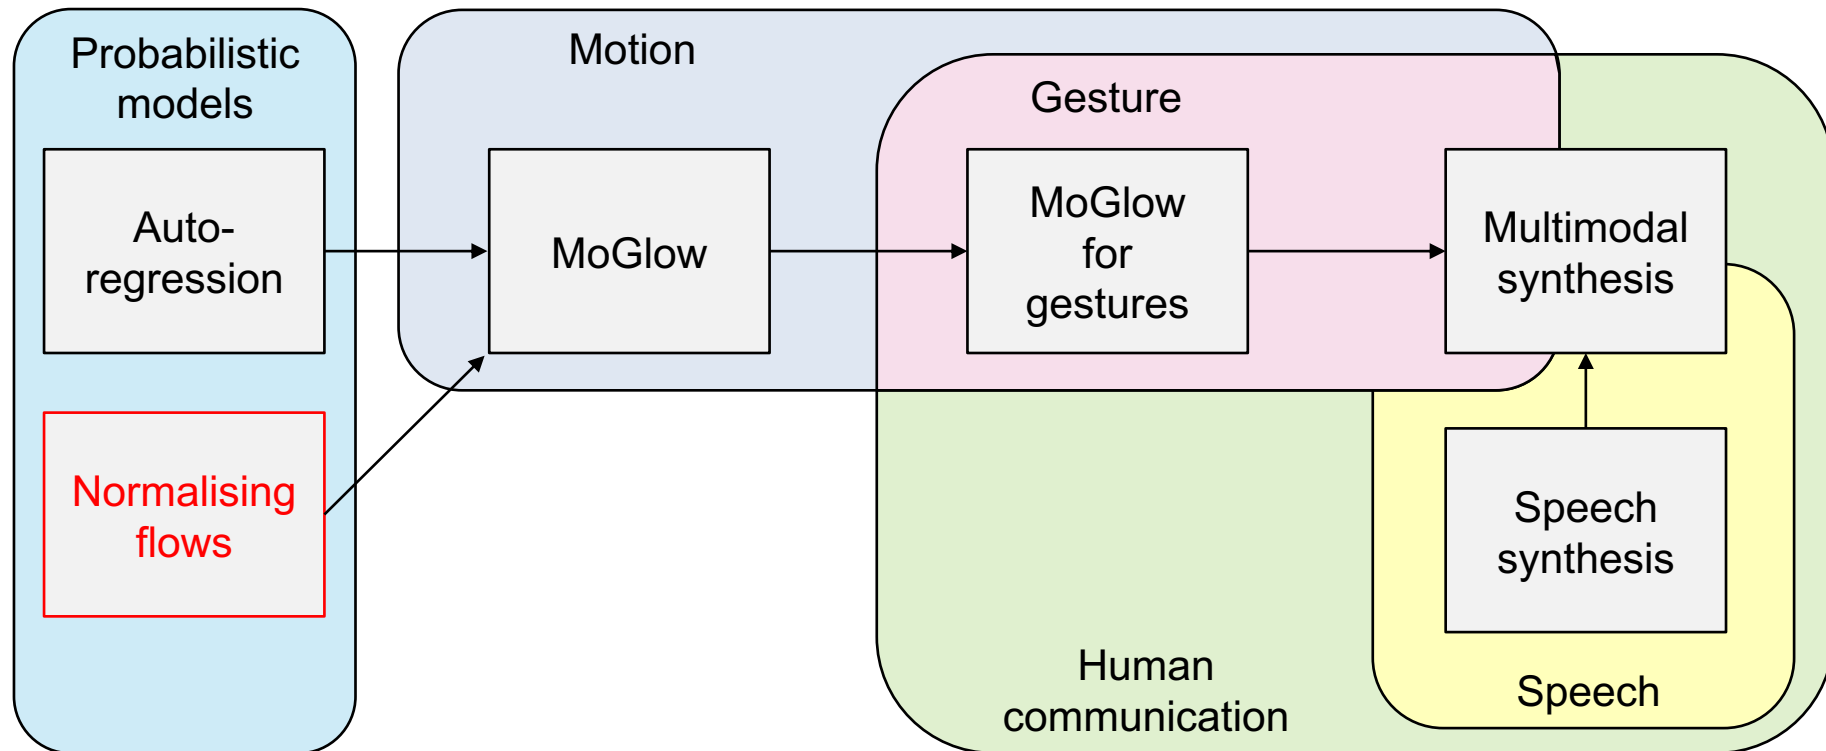 Probabilistic
models
Motion
Gesture
Auto-
regression
MoGlow
MoGlow
for
gestures
Multimodal
synthesis
Normalising
flows
Speech
synthesis
Human
communication
Speech